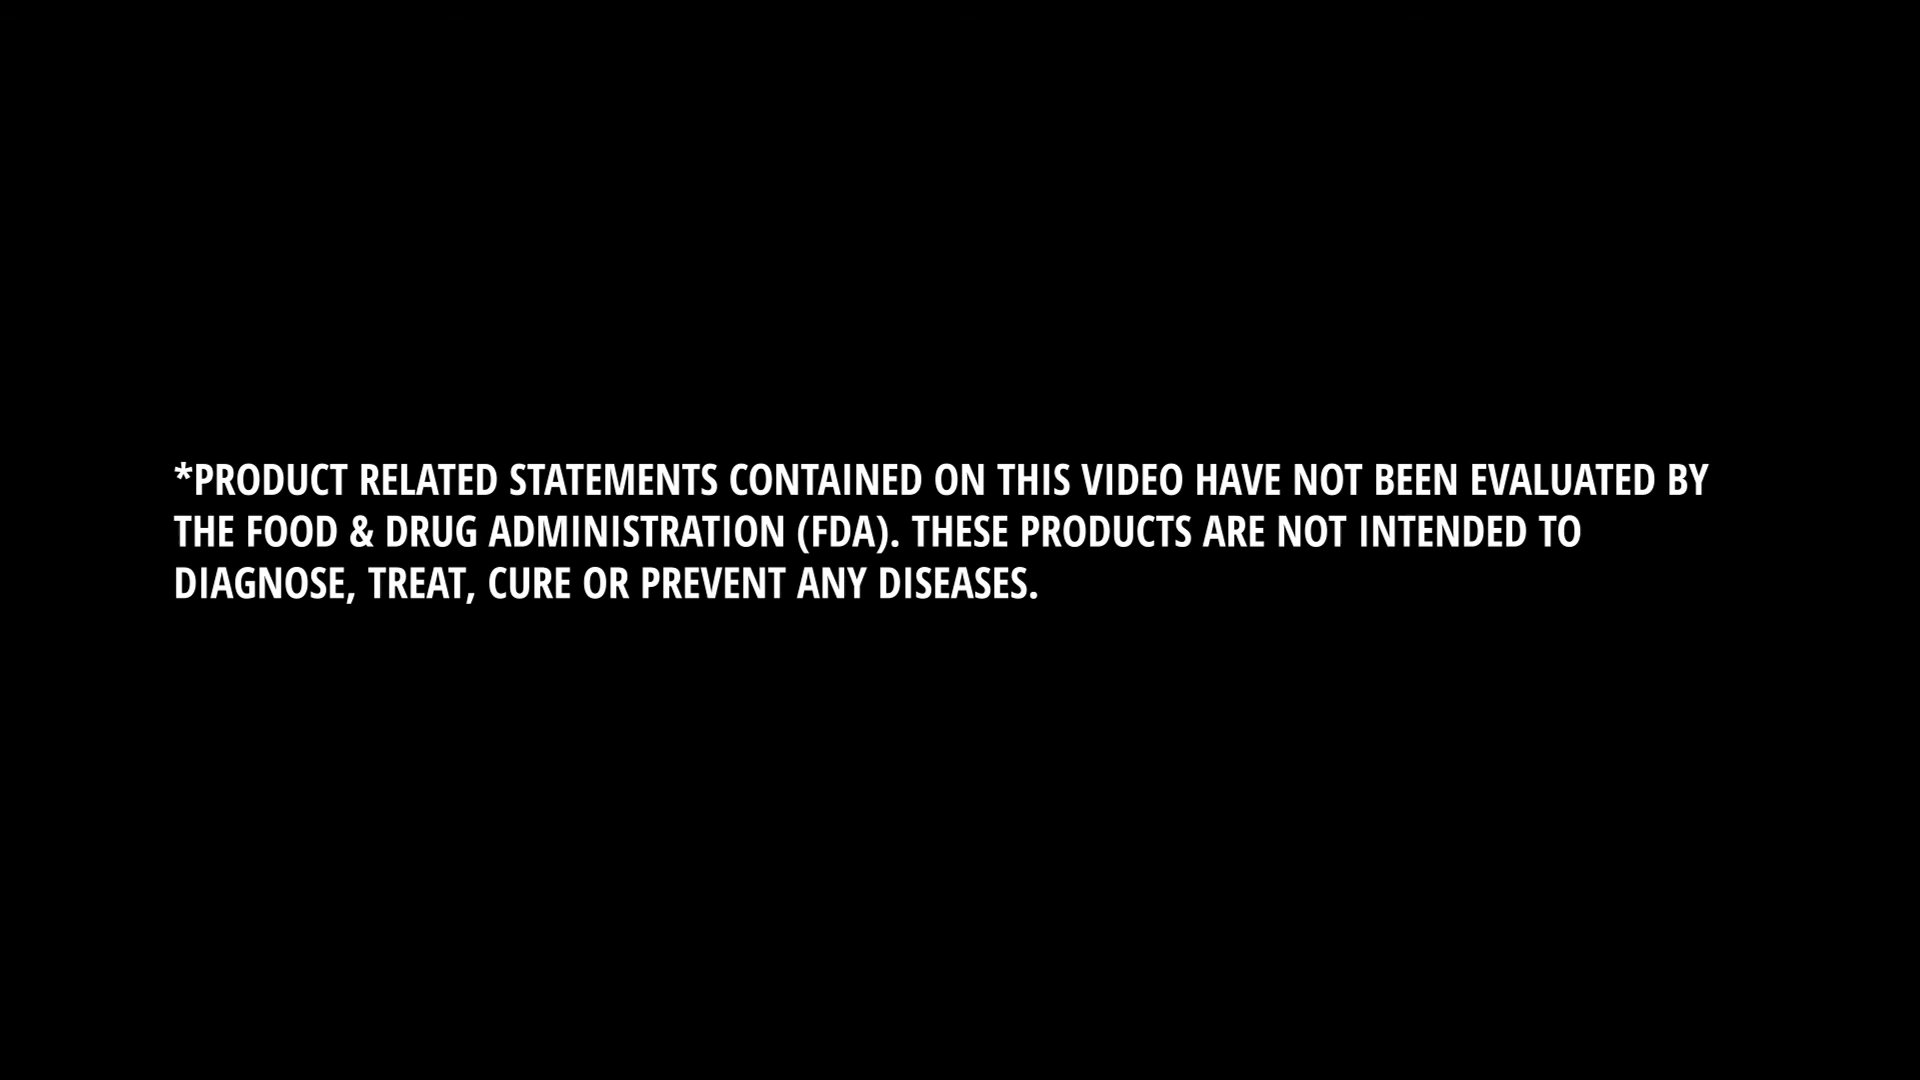 *PRODUCT RELATED STATEMENTS CONTAINED ON THIS VIDEO HAVE NOT BEEN EVALUATED BY
THE FOOD & DRUG ADMINISTRATION (FDA). THESE PRODUCTS ARE NOT INTENDED TO
DIAGNOSE, TREAT, CURE OR PREVENT ANY DISEASES.